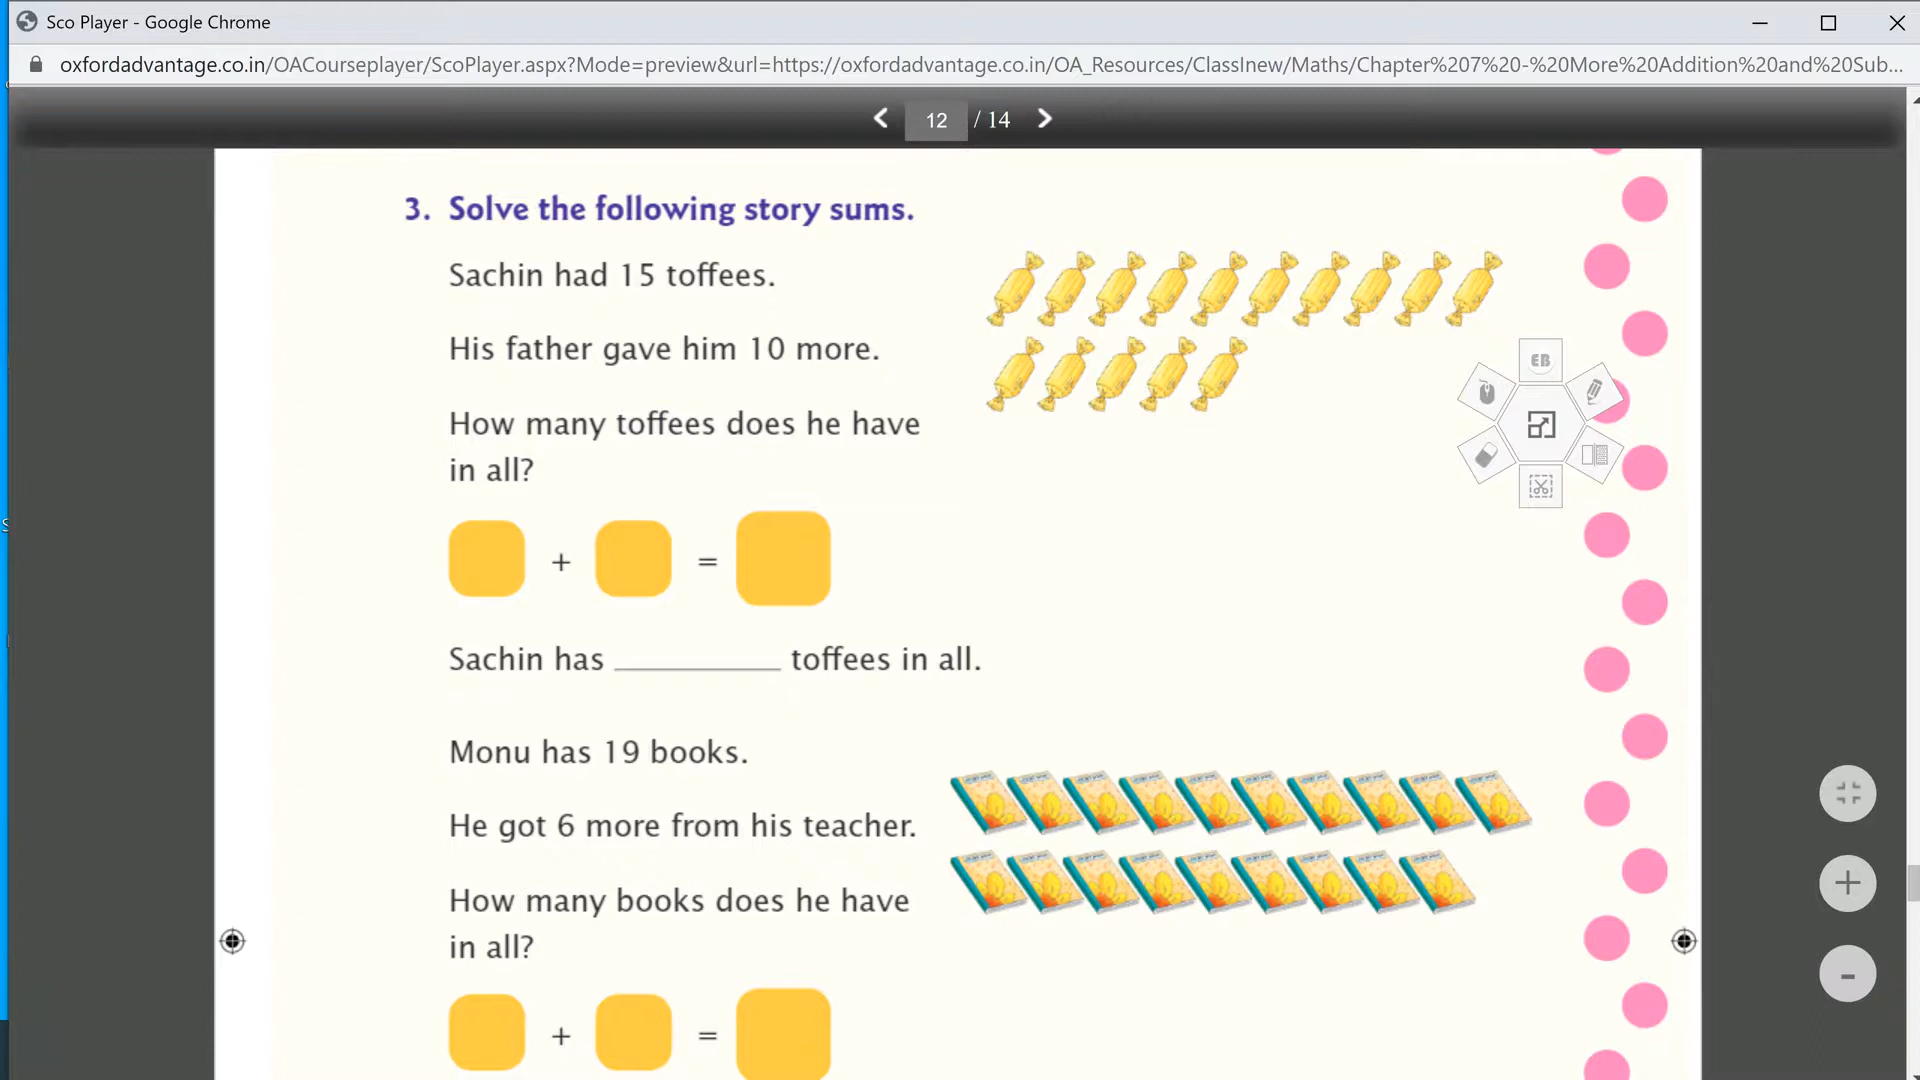 Sco Player - Google Chrome
oxfordadvantage.co.in/OACourseplayer/ScoPlayer.aspx?Mode=preview&url=https://oxfordadvantage.co.in/OA_Resources/ClassInew/Maths/Chapter%207%20-%20More%20Addition%20and%20Sub...
12 / 14
3. Solve the following story sums.
Sachin had 15 toffees.
His father gave him 10 more.
EB
How many toffees does he have
in all?
+ =
Sachin has __________ toffees in all.
Monu has 19 books.
He got 6 more from his teacher.
How many books does he have
in all?
+ =